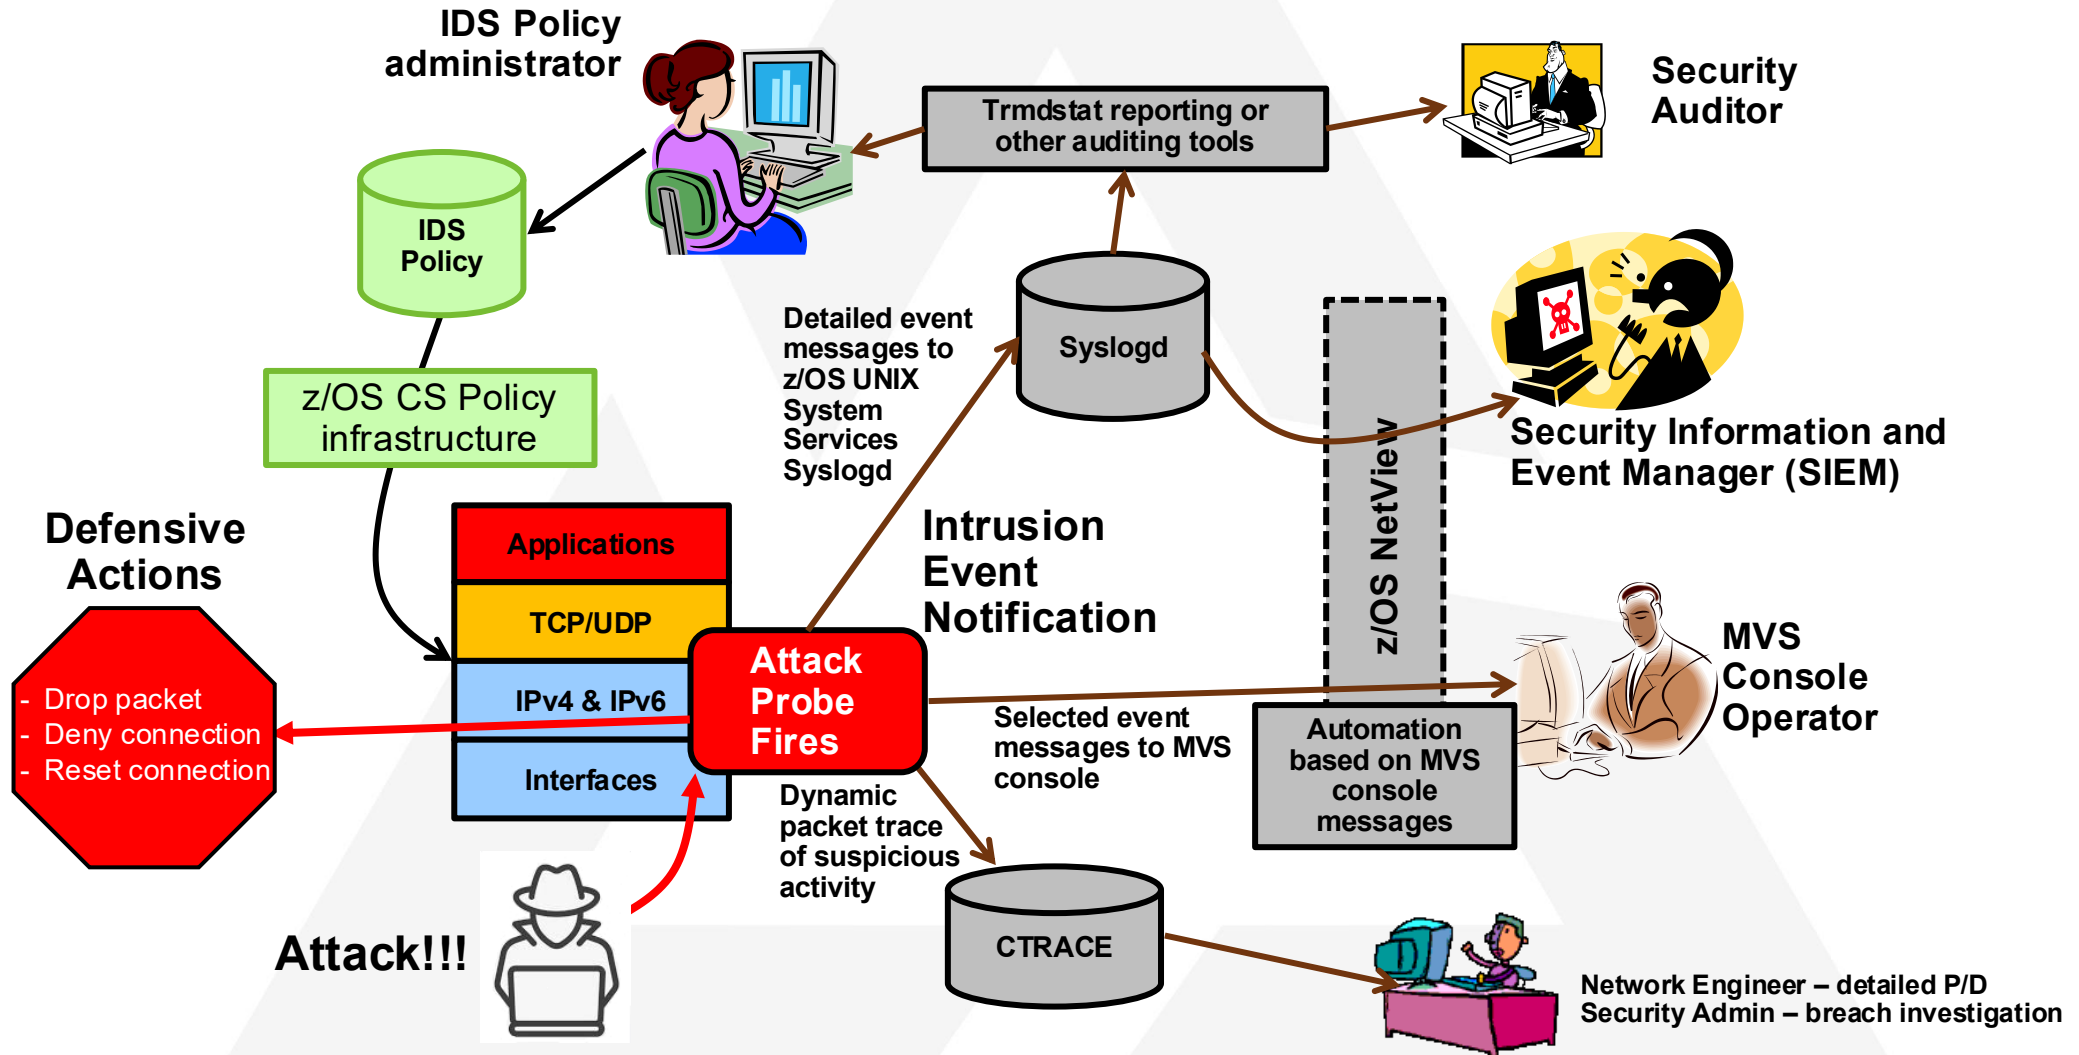 IDS Policy
administrator
Trmdstat reporting or
other auditing tools
Security
Auditor
IDS
Policy
Detailed event
messages to
z/OS UNIX
System
Services
Syslogd
Syslogd
z/OS NetView
Security Information and
Event Manager (SIEM)
z/OS CS Policy
infrastructure
Defensive
Actions
- Drop packet
- Deny connection
- Reset connection
Applications
TCP/UDP
IPv4 & IPv6
Interfaces
Attack
Probe
Fires
Intrusion
Event
Notification
Selected event
messages to MVS
console
Automation
based on MVS
console
messages
MVS
Console
Operator
Dynamic
packet trace
of suspicious
activity
Attack!!!
CTRACE
Network Engineer – detailed P/D
Security Admin – breach investigation